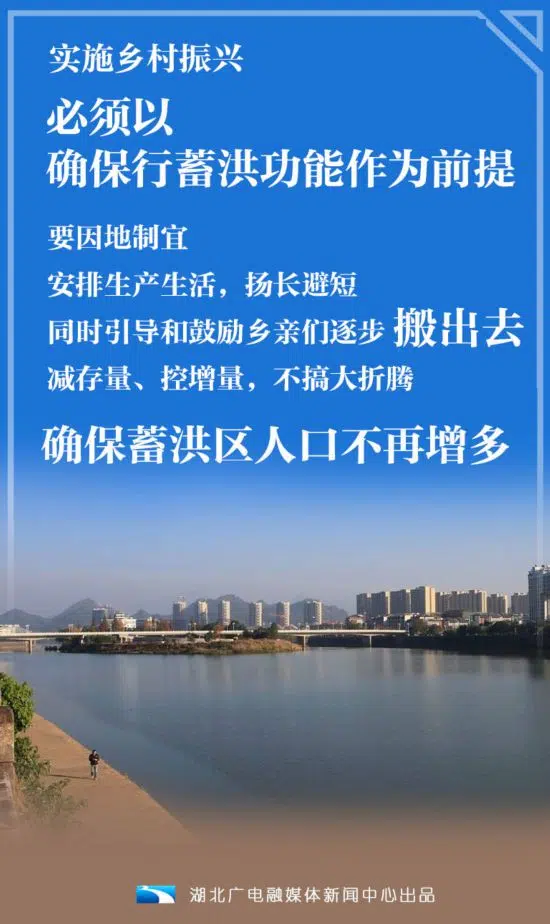 实施乡村振兴
必须以
确保行蓄洪功能作为前提
要因地制宜
安排生产生活，扬长避短
同时引导和鼓励乡亲们逐步 搬出去
减存量、控增量，不搞大折腾
确保蓄洪区人口不再增多
湖北广电融媒体新闻中心出品